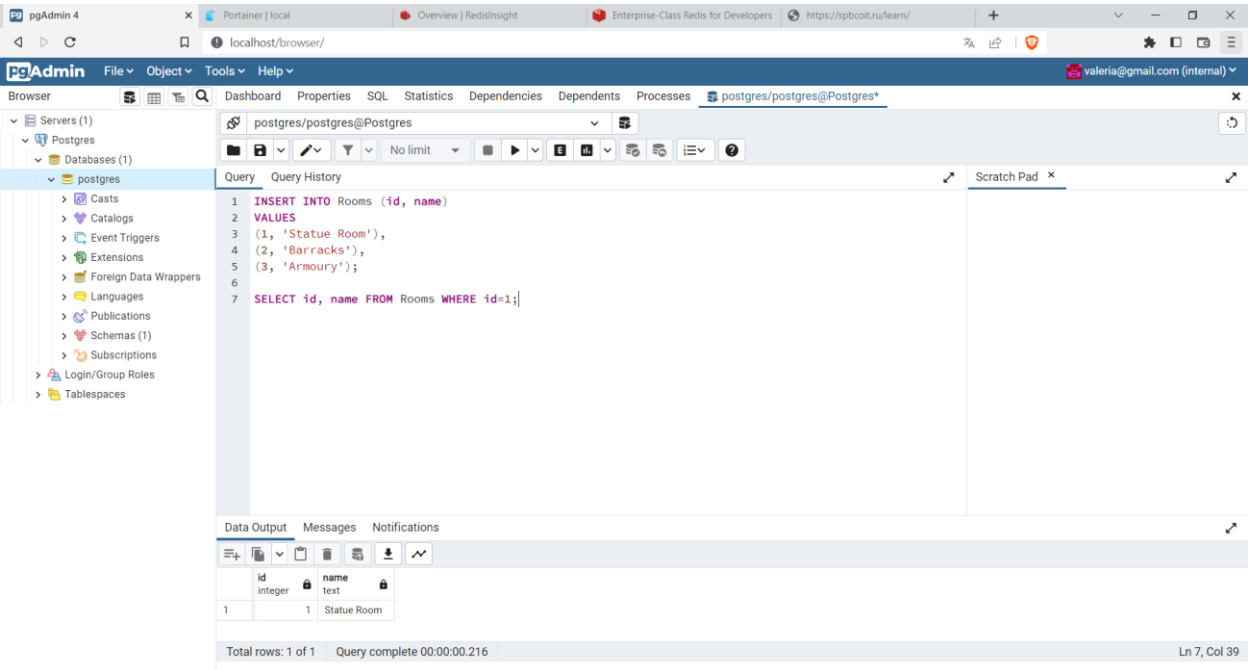 pgAdmin 4
Portainer | local
Overview | RedisInsight
Enterprise-Class Redis for Developers
https://spbcoit.ru/learn/
localhost/browser/
pgAdmin File Object Tools Help valeria@gmail.com (internal)
Browser Dashboard Properties SQL Statistics Dependencies Dependents Processes postgres/postgres@Postgres*
Servers (1)
Postgres
Databases (1)
postgres
Casts
Catalogs
Event Triggers
Extensions
Foreign Data Wrappers
Languages
Publications
Schemas (1)
Subscriptions
Login/Group Roles
Tablespaces
postgres/postgres@Postgres
No limit
E
Query Query History Scratch Pad
1 INSERT INTO Rooms (id, name)
2 VALUES
3 (1, 'Statue Room'),
4 (2, 'Barracks'),
5 (3, 'Armoury');
6
7 SELECT id, name FROM Rooms WHERE id=1;
Data Output Messages Notifications
id name
integer text
1 1 Statue Room
Total rows: 1 of 1 Query complete 00:00:00.216 Ln 7, Col 39